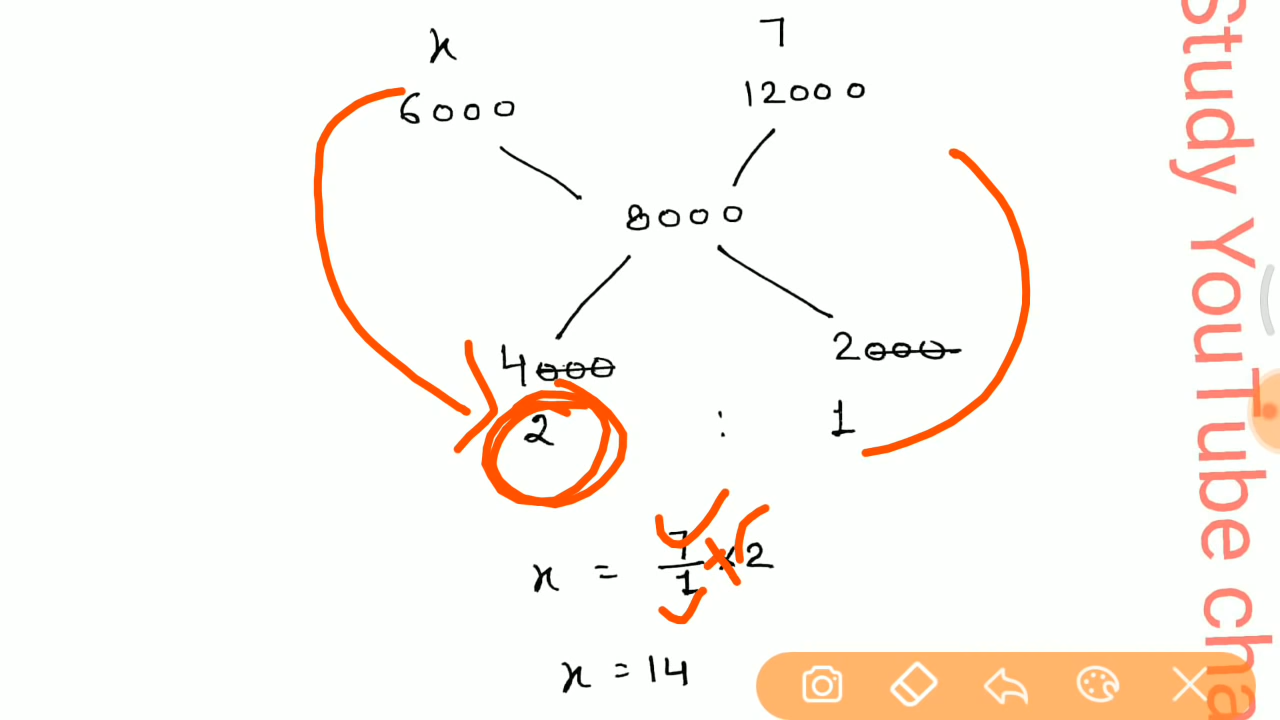 x 7
6000 12000
8000
4000 2000
2 : 1
x = 7/1 × 2
x = 14
Study YouTube cha